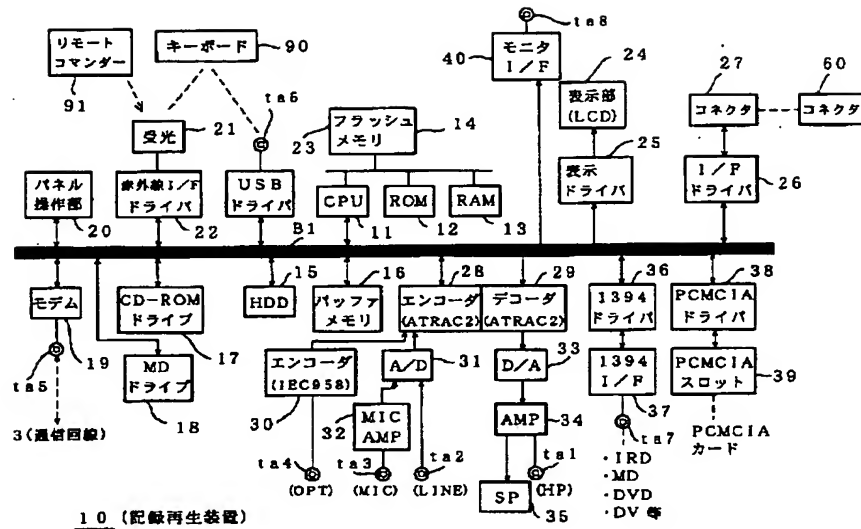 リモート
コマンダー
91
キーボード
90
ta6
受光
21
フラッシュ
メモリ
23
14
ta8
40
モニタ
I/F
24
表示部
(LCD)
27
コネクタ
60
コネクタ
パネル
操作部
20
赤外線I/F
ドライバ
22
USB
ドライバ
CPU
11
ROM
12
RAM
13
25
表示
ドライバ
I/F
ドライバ
26
B1
モデム
19
ta5
3(通信回線)
CD-ROM
ドライブ
17
MD
ドライブ
18
15
HDD
16
バッファ
メモリ
28
エンコーダ
(ATRAC2)
29
デコーダ
(ATRAC2)
36
1394
ドライバ
38
PCMCIA
ドライバ
エンコーダ
(IEC958)
30
A/D
31
D/A
33
1394
I/F
37
PCMCIA
スロット
39
MIC
AMP
32
AMP
34
ta7
PCMCIA
カード
ta4
(OPT)
ta3
(MIC)
ta2
(LINE)
ta1
(HP)
SP
35
・IRD
・MD
・DVD
・DV 等
10 (記録再生装置)